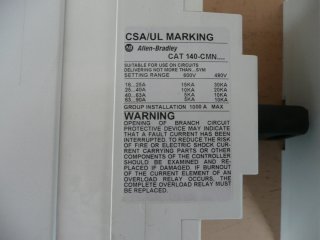 CSA/UL MARKING
Allen-Bradley
CAT 140-CMN....
SUITABLE FOR USE ON CIRCUITS
DELIVERING NOT MORE THAN...SYM
SETTING RANGE 600V 480V
16...25A 15KA 30KA
25...40A 10KA 20KA
40...63A 5KA 10KA
63...90A 5KA 10KA
GROUP INSTALLATION 1000 A MAX
WARNING
OPENING OF BRANCH CIRCUIT
PROTECTIVE DEVICE MAY INDICATE
THAT A FAULT CURRENT HAS BEEN
INTERRUPTED. TO REDUCE THE RISK
OF FIRE OR ELECTRIC SHOCK CUR-
RENT CARRYING PARTS OR OTHER
COMPONENTS OF THE CONTROLLER
SHOULD BE EXAMINED AND RE-
PLACED IF DAMAGED. IF BURNOUT
OF THE CURRENT ELEMENT OF AN
OVERLOAD RELAY OCCURS, THE
COMPLETE OVERLOAD RELAY MUST
BE REPLACED.